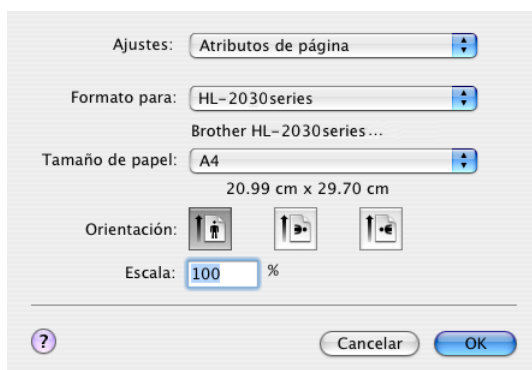 Ajustes: Atributos de página
Formato para: HL-2030series
Brother HL-2030series...
Tamaño de papel: A4
20.99 cm x 29.70 cm
Orientación:
Escala: 100 %
? Cancelar OK